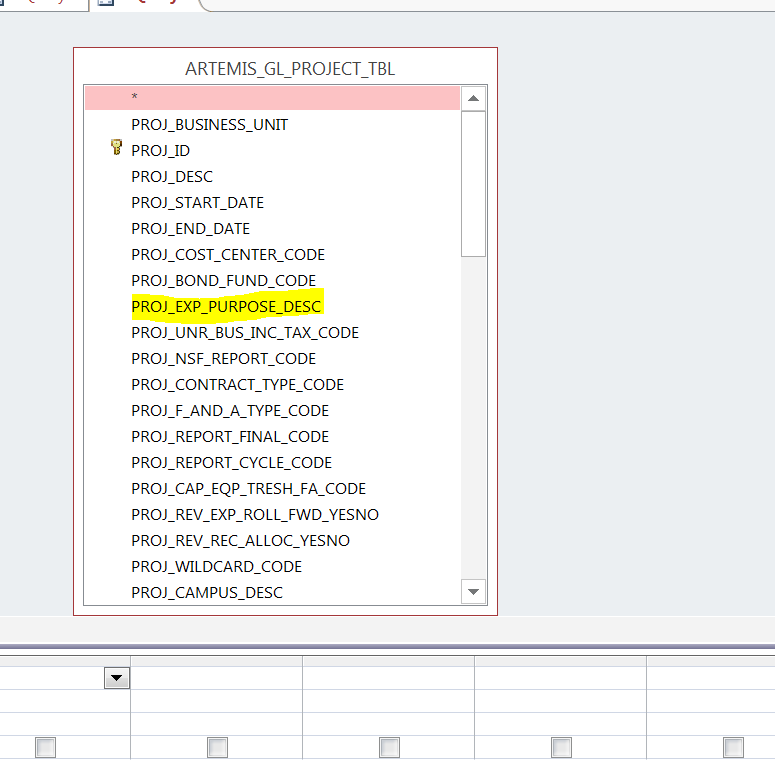 ARTEMIS_GL_PROJECT_TBL
*
PROJ_BUSINESS_UNIT
PROJ_ID
PROJ_DESC
PROJ_START_DATE
PROJ_END_DATE
PROJ_COST_CENTER_CODE
PROJ_BOND_FUND_CODE
PROJ_EXP_PURPOSE_DESC
PROJ_UNR_BUS_INC_TAX_CODE
PROJ_NSF_REPORT_CODE
PROJ_CONTRACT_TYPE_CODE
PROJ_F_AND_A_TYPE_CODE
PROJ_REPORT_FINAL_CODE
PROJ_REPORT_CYCLE_CODE
PROJ_CAP_EQP_TRESH_FA_CODE
PROJ_REV_EXP_ROLL_FWD_YESNO
PROJ_REV_REC_ALLOC_YESNO
PROJ_WILDCARD_CODE
PROJ_CAMPUS_DESC